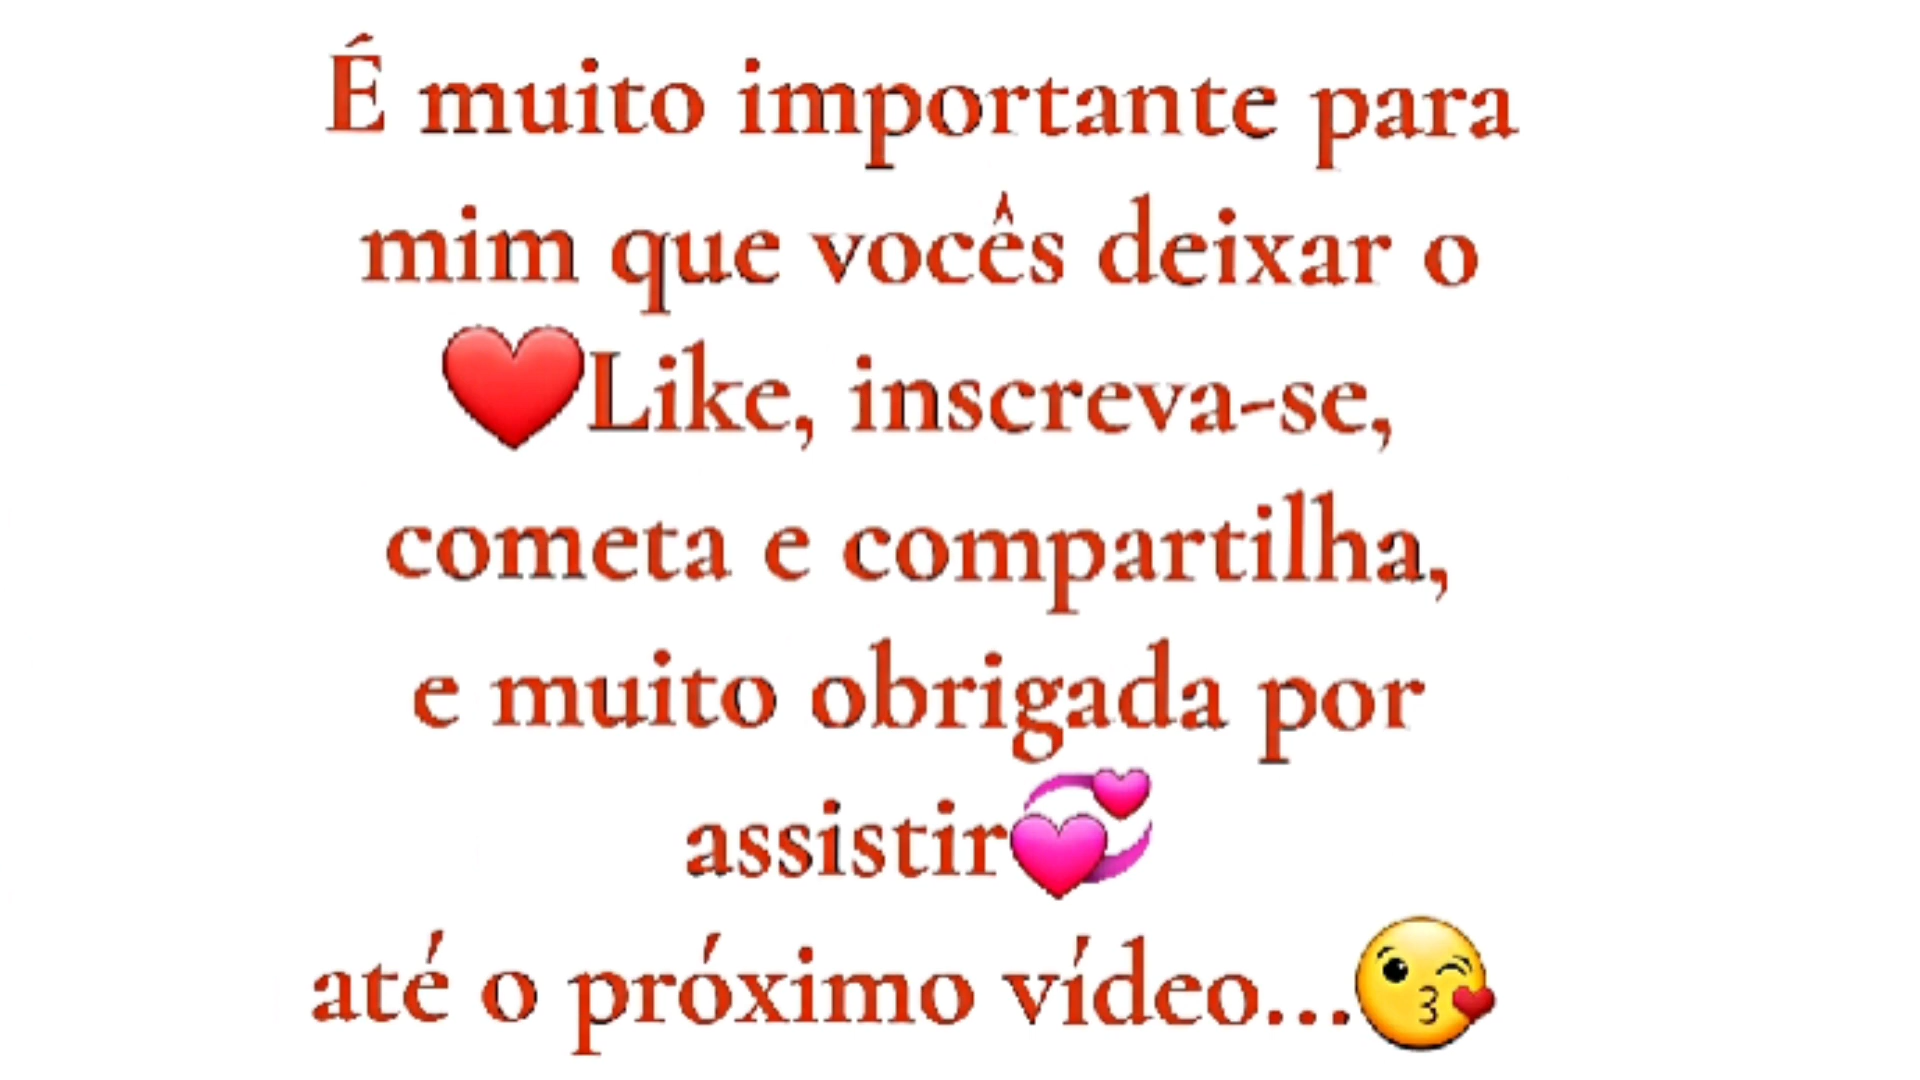 É muito importante para
mim que vocês deixar o
❤️Like, inscreva-se,
cometa e compartilha,
e muito obrigada por
assistir💞
até o próximo vídeo...😘